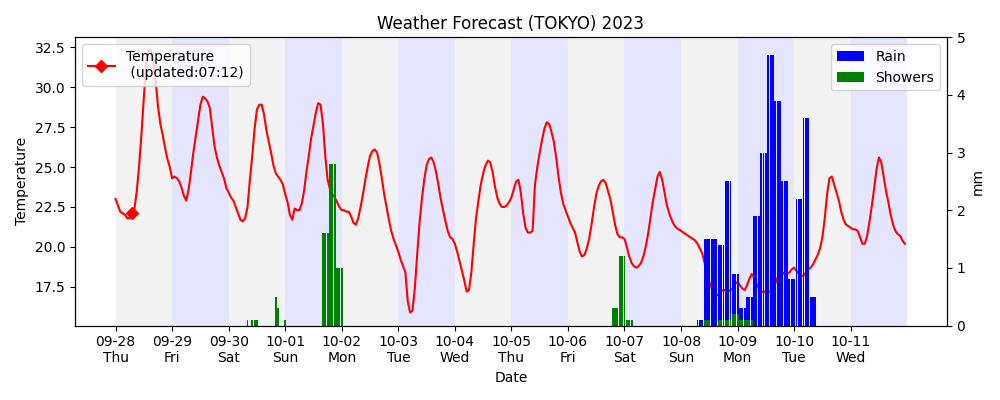 Weather Forecast (TOKYO) 2023
Temperature
(updated:07:12)
Rain
Showers
Temperature
32.5
30.0
27.5
25.0
22.5
20.0
17.5
5
4
3
2
1
0
mm
09-28 09-29 09-30 10-01 10-02 10-03 10-04 10-05 10-06 10-07 10-08 10-09 10-10 10-11
Thu Fri Sat Sun Mon Tue Wed Thu Fri Sat Sun Mon Tue Wed
Date